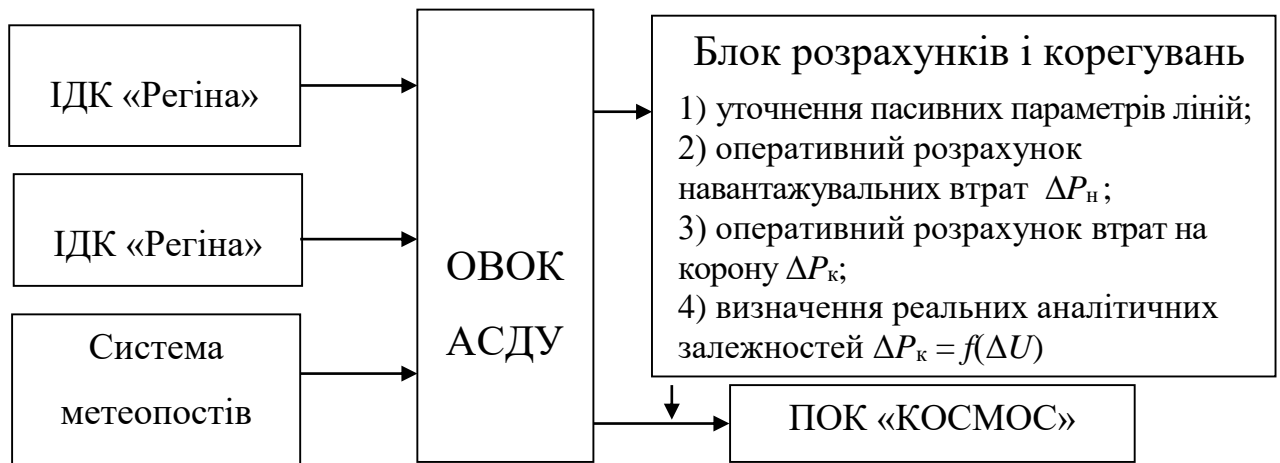 ІДК «Регіна»
ІДК «Регіна»
Система
метеопостів
ОВОК
АСДУ
Блок розрахунків і корегувань
1) уточнення пасивних параметрів ліній;
2) оперативний розрахунок
навантажувальних втрат ΔPн ;
3) оперативний розрахунок втрат на
корону ΔPк;
4) визначення реальних аналітичних
залежностей ΔPк = f(ΔU)
ПОК «КОСМОС»